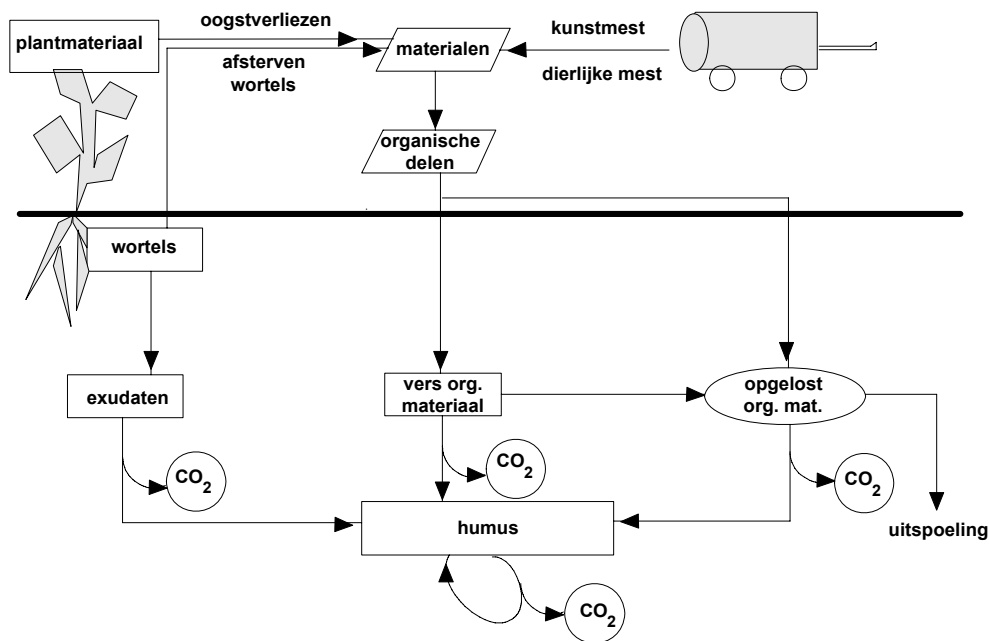 oogstverliezen
plantmateriaal
materialen
kunstmest
afsterven
wortels
dierlijke mest
organische
delen
wortels
exudaten
vers org.
materiaal
opgelost
org. mat.
CO2
CO2
CO2
humus
uitspoeling
CO2